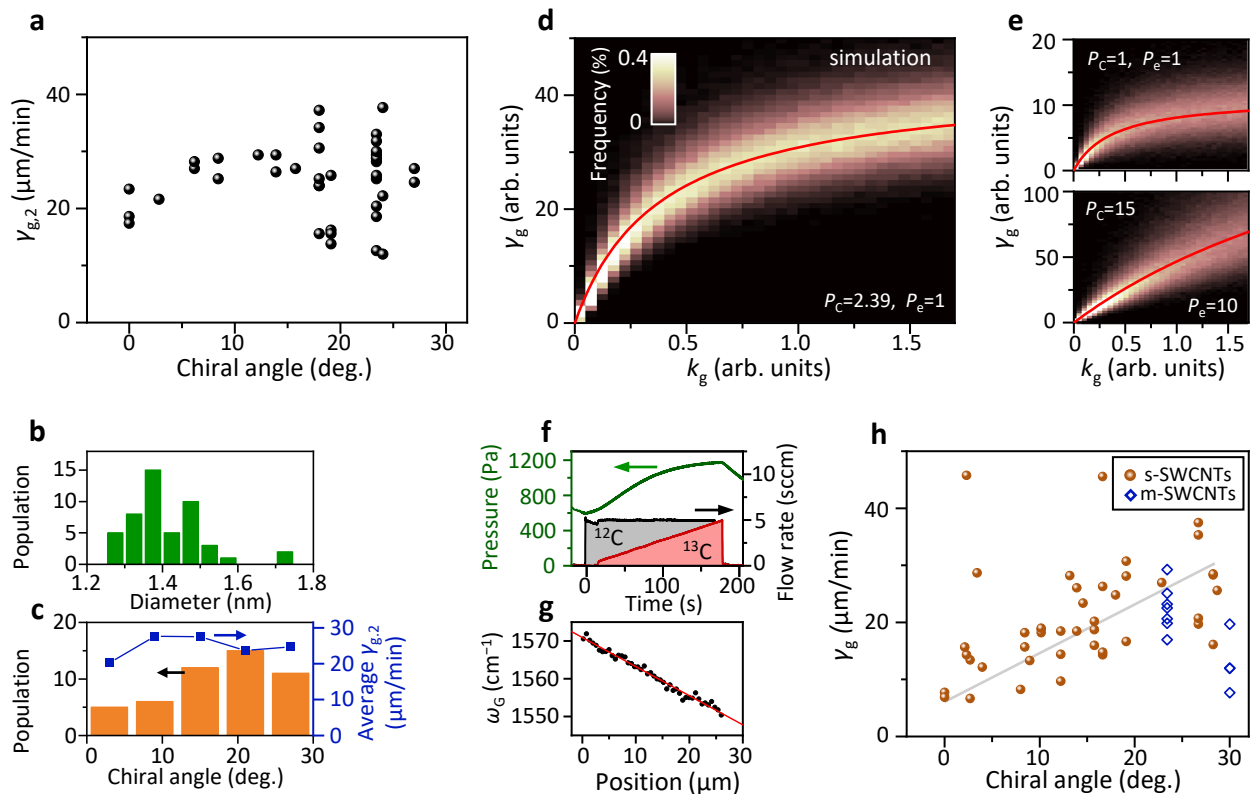 a
γg,2 (µm/min)
40
20
0
0 10 20 30
Chiral angle (deg.)
b
Population
15
10
5
0
1.2 1.4 1.6 1.8
Diameter (nm)
c
Population
20
15
10
5
0
30
20
10
0
Average γg.2
(µm/min)
0 10 20 30
Chiral angle (deg.)
d
γg (arb. units)
40
20
0
0.4
0
Frequency (%)
simulation
PC=2.39, Pe=1
0 0.5 1.0 1.5
kg (arb. units)
e
γg (arb. units)
20
10
0
PC=1, Pe=1
100
50
0
PC=15
Pe=10
0 0.5 1.0 1.5
kg (arb. units)
f
Pressure (Pa)
1200
800
400
0
10
5
0
Flow rate (sccm)
12C
13C
0 100 200
Time (s)
g
ωG (cm−1)
1570
1560
1550
0 10 20 30
Position (µm)
h
γg (µm/min)
40
20
0
s-SWCNTs
m-SWCNTs
0 10 20 30
Chiral angle (deg.)